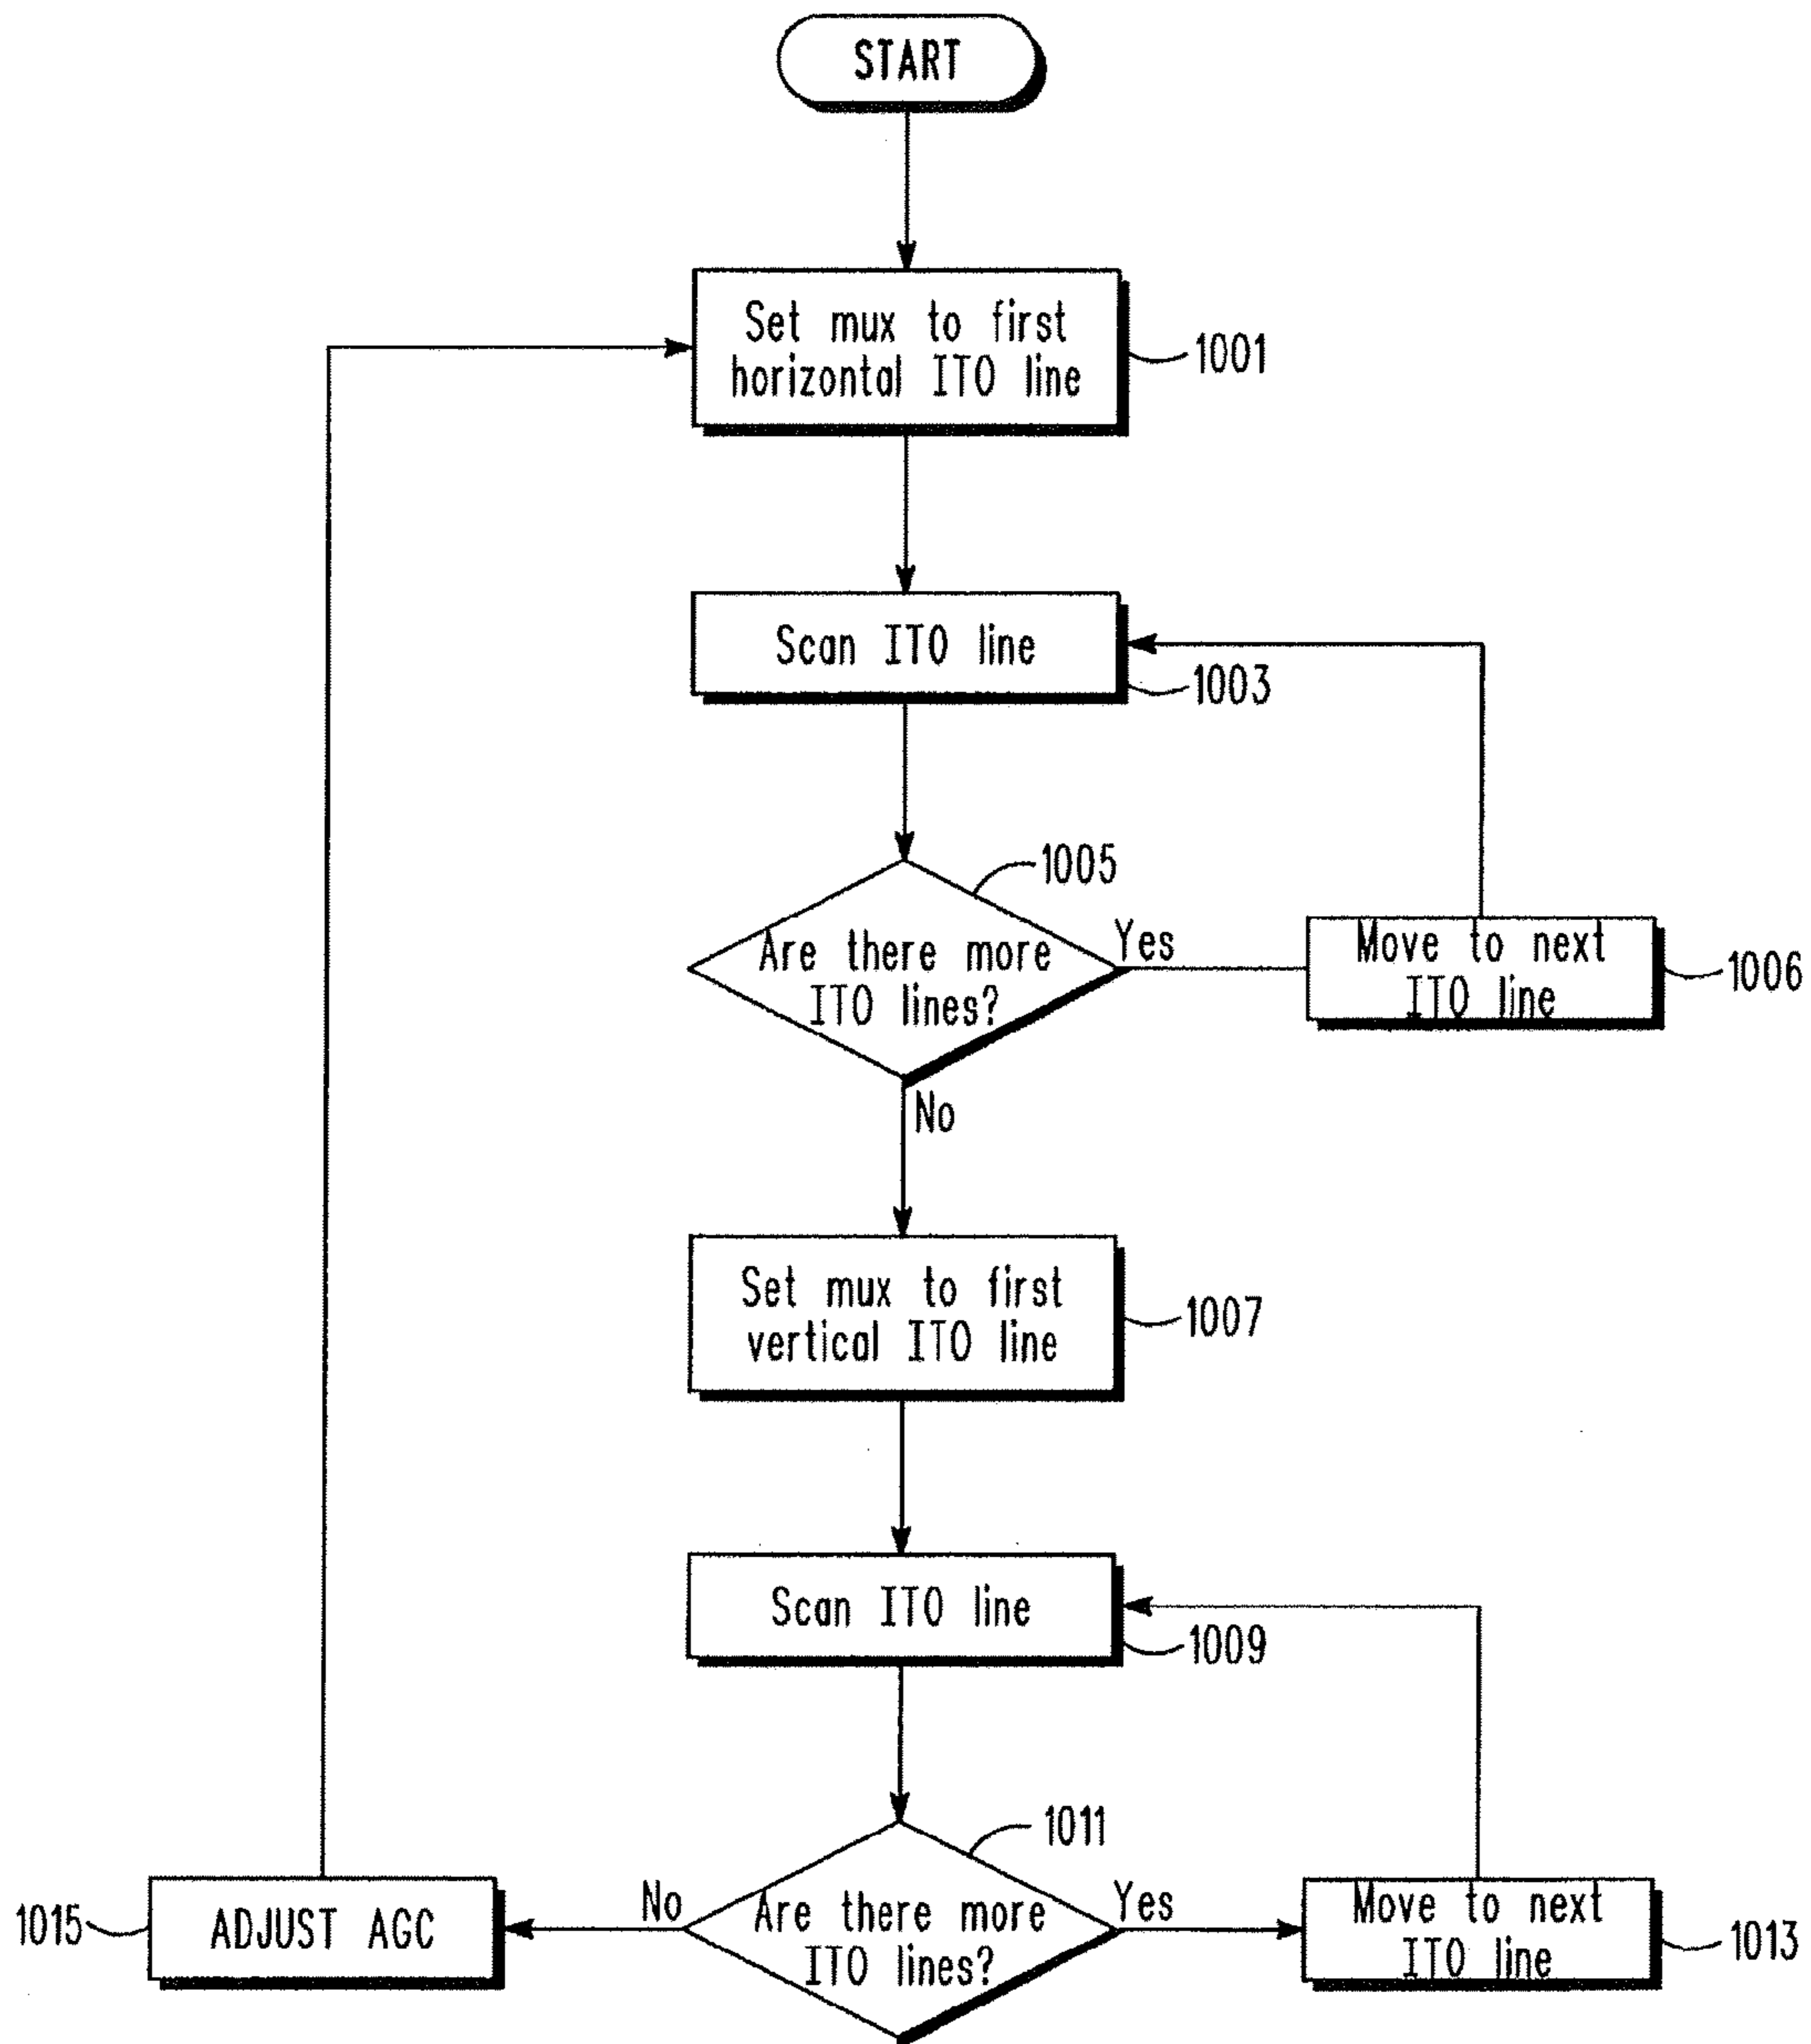 START
Set mux to first
horizontal ITO line
1001
Scan ITO line
1003
1005
Are there more
ITO lines?
Yes
Move to next
ITO line
1006
No
Set mux to first
vertical ITO line
1007
Scan ITO line
1009
1011
Are there more
ITO lines?
Yes
Move to next
ITO line
1013
No
ADJUST AGC
1015